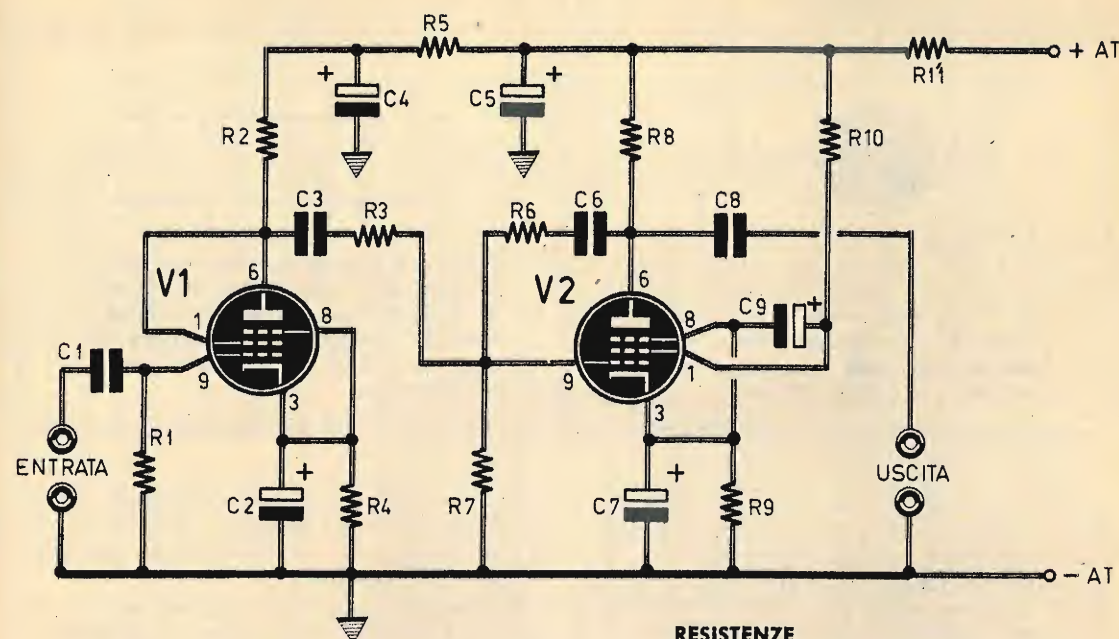 R5
+ AT
R11
+
C4
C5
+
R2
R8
R10
C3
R3
R6
C6
C8
V1
6
V2
6
C9
+
8
8
1
C1
1
9
9
3
3
ENTRATA
R1
C2
+
R4
R7
C7
+
R9
USCITA
- AT
RESISTENZE